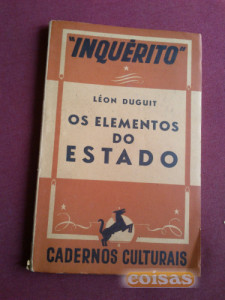 "INQUÉRITO"
LÉON DUGUIT
OS ELEMENTOS
DO
ESTADO
CADERNOS CULTURAIS
coisas